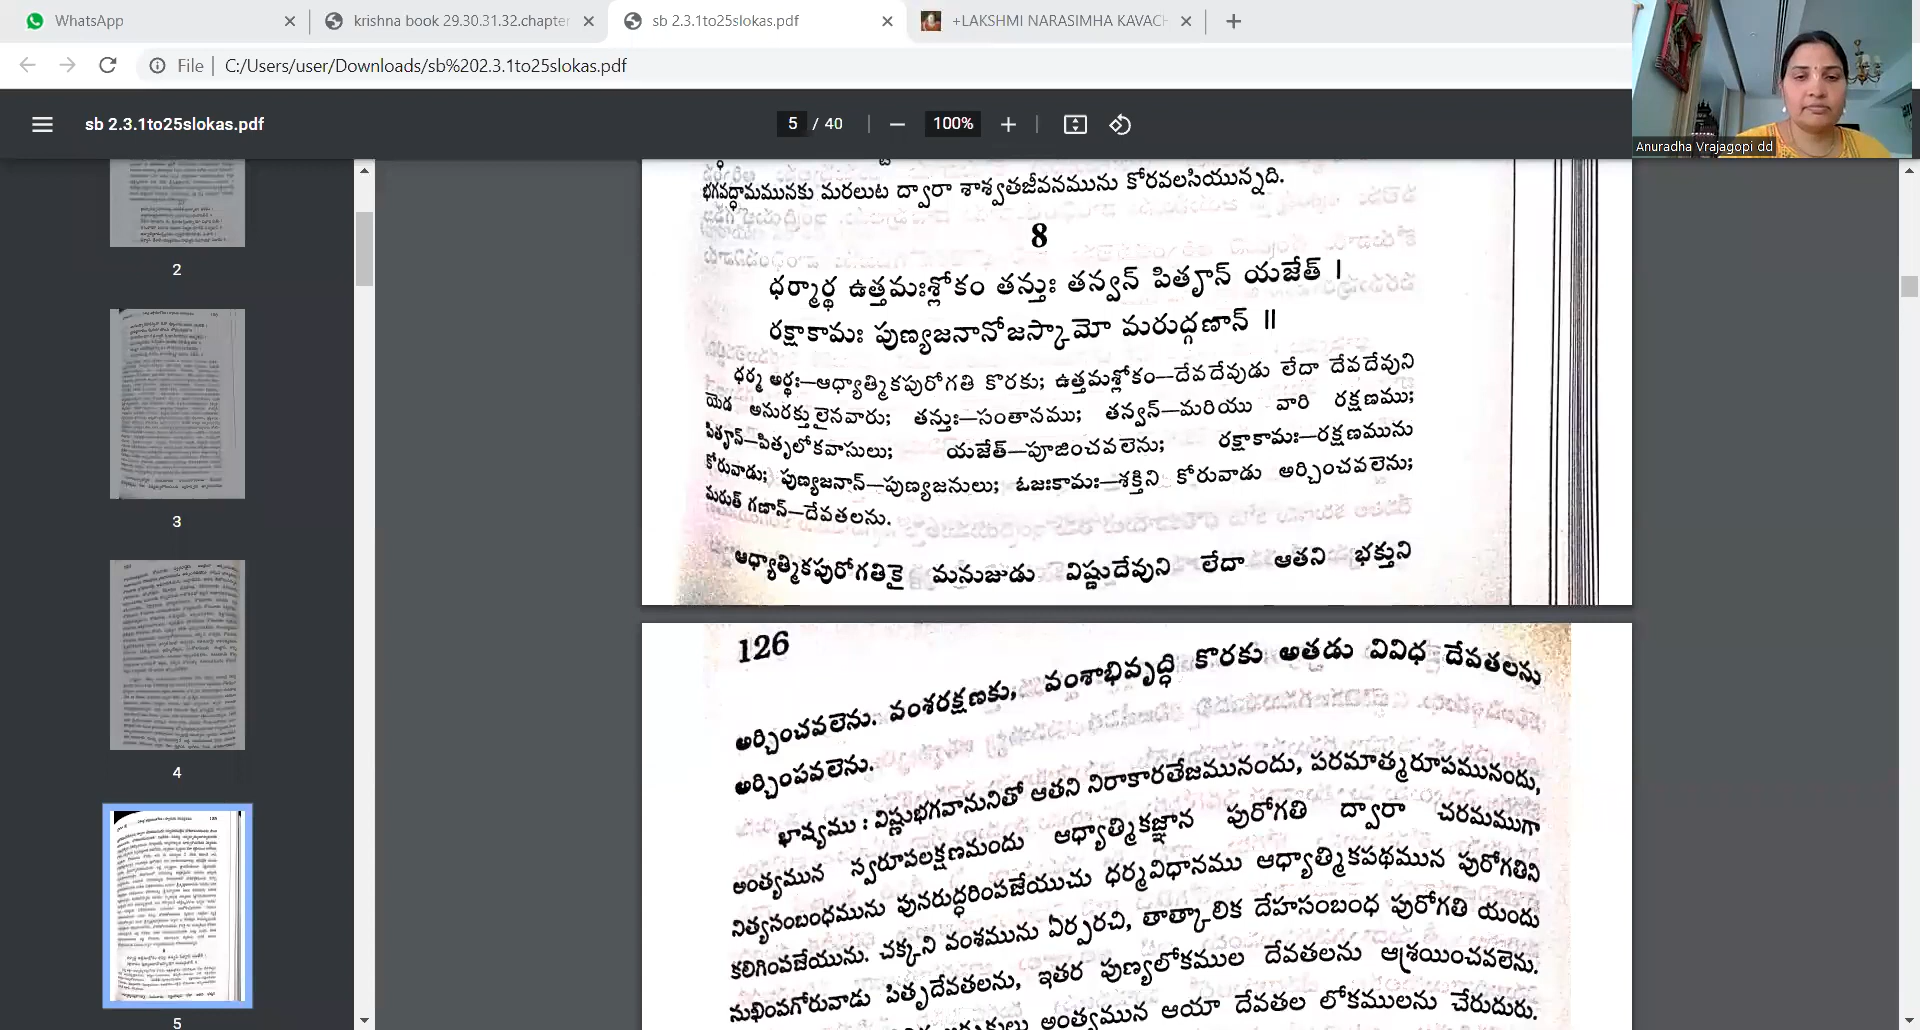 WhatsApp
krishna book 29.30.31.32.chapter
sb 2.3.1to25slokas.pdf
+LAKSHMI NARASIMHA KAVACH
File
C:/Users/user/Downloads/sb%202.3.1to25slokas.pdf
sb 2.3.1to25slokas.pdf
5 / 40
100%
Anuradha Vrajagopi dd
2
3
4
5
భగవద్ధామమునకు మరలుట ద్వారా శాశ్వతజీవనమును కోరవలసియున్నది.
8
ధర్మార్థ ఉత్తమఃశ్లోకం తన్తుః తన్వన్ పితౄన్ యజేత్ ।
రక్షాకామః పుణ్యజనానోజస్కామో మరుద్గణాన్ ॥
ధర్మ అర్థః—ఆధ్యాత్మికపురోగతి కొరకు; ఉత్తమశ్లోకం—దేవదేవుడు లేదా దేవదేవుని
యెడ అనురక్తులైనవారు; తన్తుః—సంతానము; తన్వన్—మరియు వారి రక్షణము;
పితౄన్—పితృలోకవాసులు; యజేత్—పూజించవలెను; రక్షాకామః—రక్షణమును
కోరువాడు; పుణ్యజనాన్—పుణ్యజనులు; ఓజఃకామః—శక్తిని కోరువాడు అర్చించవలెను;
మరుత్ గణాన్—దేవతలను.
ఆధ్యాత్మికపురోగతికై మనుజుడు విష్ణుదేవుని లేదా ఆతని భక్తుని
126
అర్చించవలెను. వంశరక్షణకు, వంశాభివృద్ధి కొరకు అతడు వివిధ దేవతలను
అర్చింపవలెను.
భాష్యము : విష్ణుభగవానునితో ఆతని నిరాకారతేజమునందు, పరమాత్మరూపమునందు,
అంత్యమున స్వరూపలక్షణమందు ఆధ్యాత్మికజ్ఞాన పురోగతి ద్వారా చరమముగా
నిత్యసంబంధమును పునరుద్ధరింపజేయుచు ధర్మవిధానము ఆధ్యాత్మికపథమున పురోగతిని
కలిగింపజేయును. చక్కని వంశమును ఏర్పరచి, తాత్కాలిక దేహసంబంధ పురోగతి యందు
సుఖింపగోరువాడు పితృదేవతలను, ఇతర పుణ్యలోకముల దేవతలను ఆశ్రయించవలెను.
అంత్యమున ఆయా దేవతల లోకములను చేరుదురు.